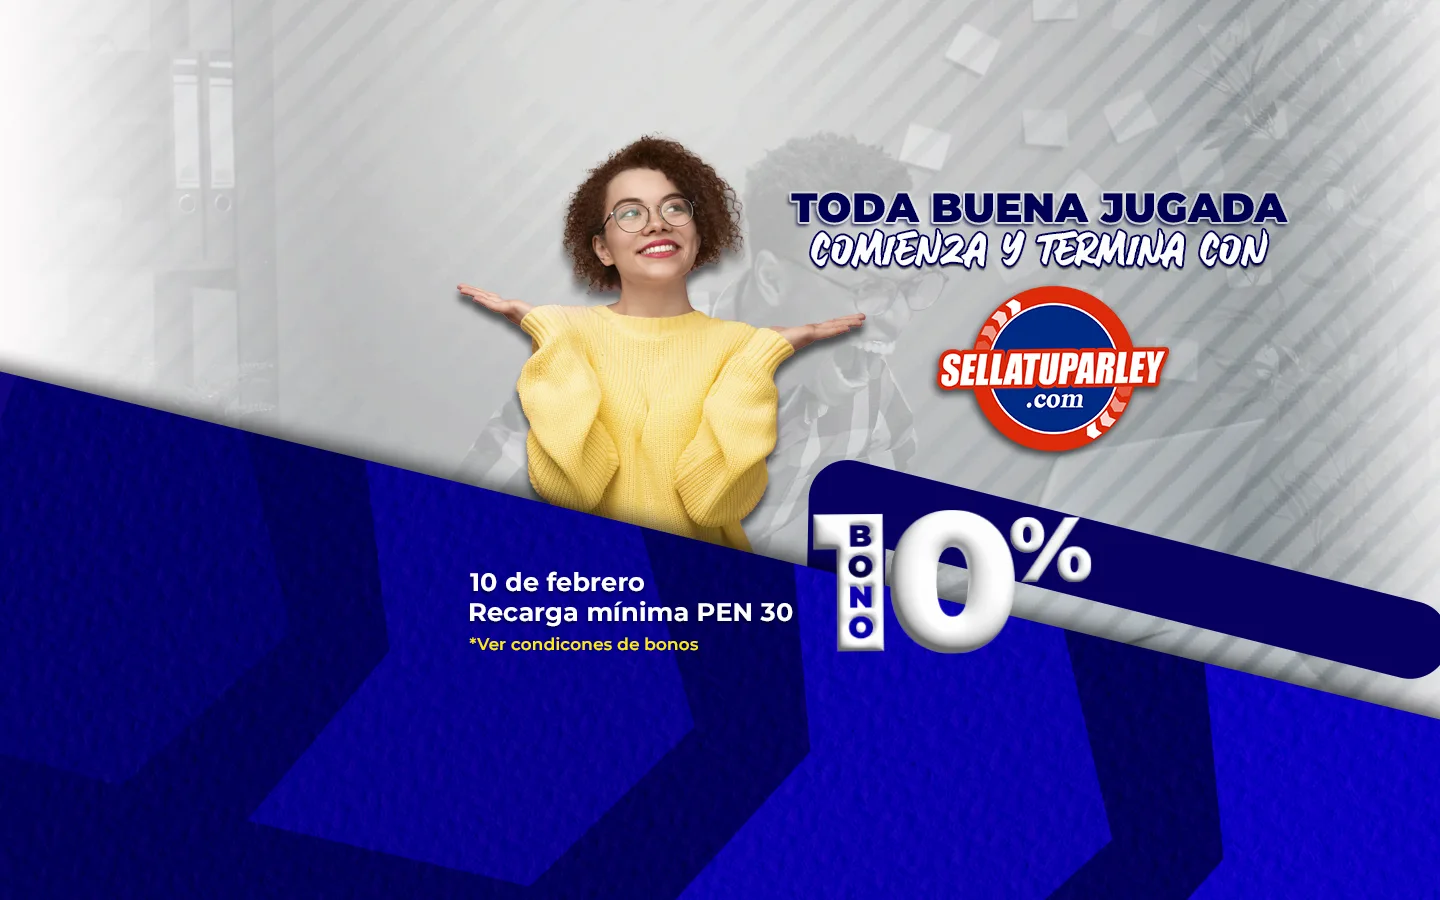 TODA BUENA JUGADA
COMIENZA Y TERMINA CON
SELLATUPARLEY
.com
BONO
10%
10 de febrero
Recarga mínima PEN 30
*Ver condicones de bonos